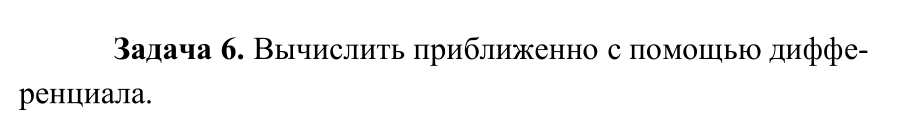 Задача 6. Вычислить приближенно с помощью диффе-
ренциала.